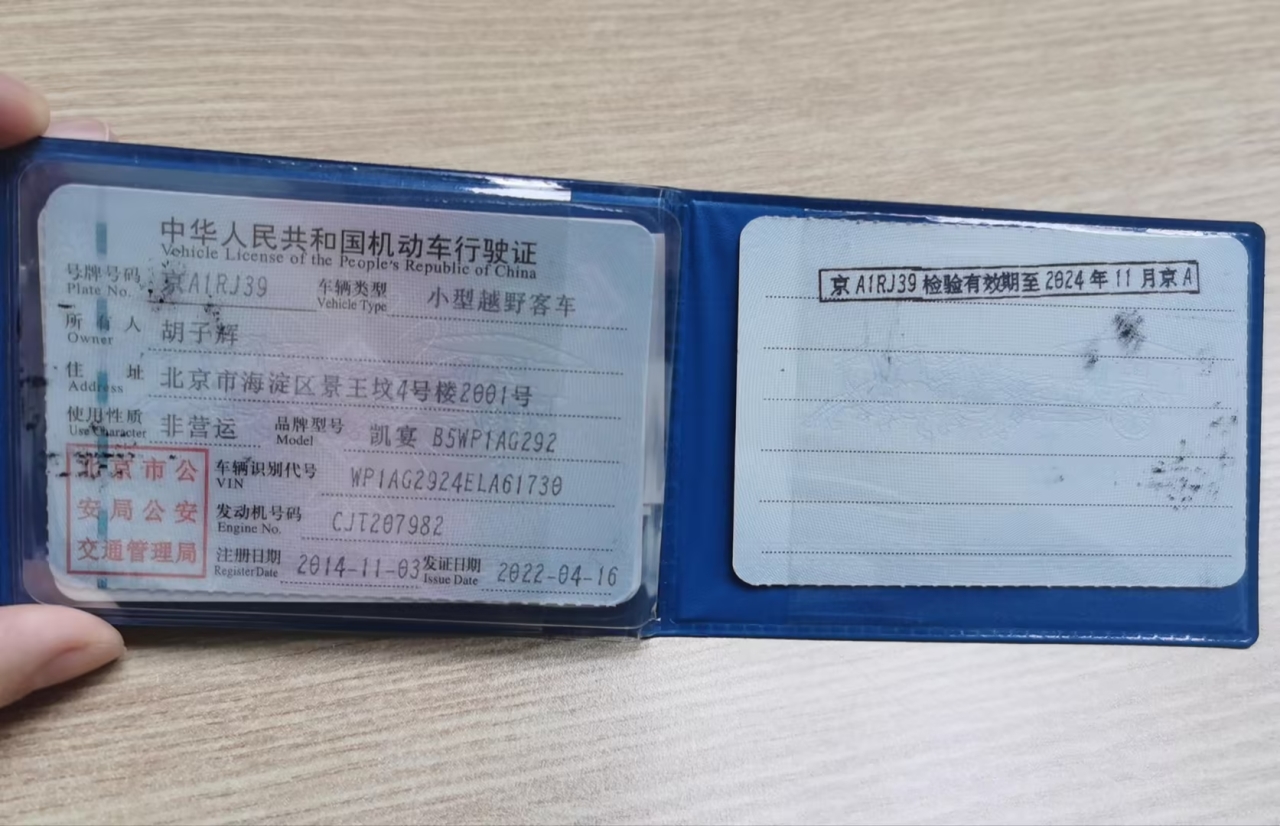 中华人民共和国机动车行驶证
Vehicle License of the People's Republic of China
号牌号码 Plate No. 京A1RJ39 车辆类型 Vehicle Type 小型越野客车
所有人 Owner 胡子辉
住址 Address 北京市海淀区景王坟4号楼2001号
使用性质 Use Character 非营运 品牌型号 Model 凯宴 B5WP1AG292
车辆识别代号 VIN WP1AG2924ELA61730
发动机号码 Engine No. CJT207982
注册日期 Register Date 2014-11-03 发证日期 Issue Date 2022-04-16
北京市公
安局公安
交通管理局
京A1RJ39检验有效期至2024年11月京A